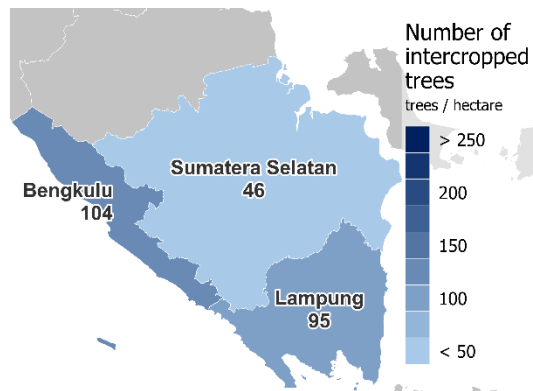 Number of
intercropped
trees
trees / hectare
> 250
200
150
100
< 50
Sumatera Selatan
46
Bengkulu
104
Lampung
95